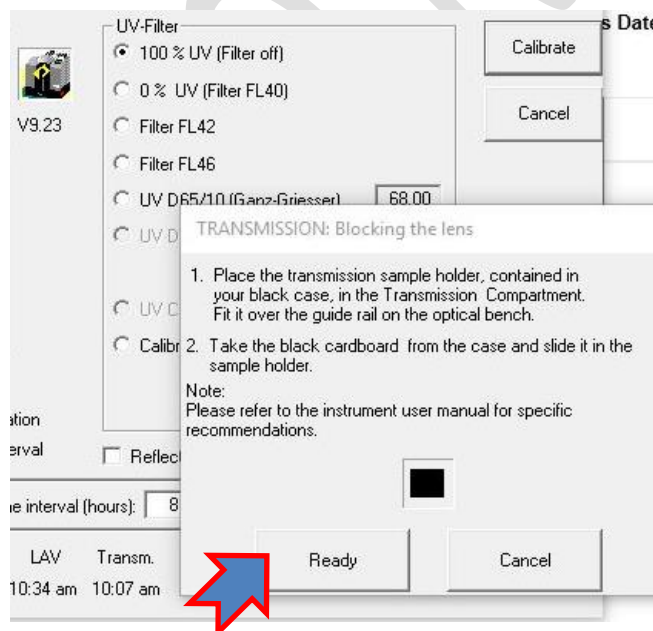 UV-Filter
s Date
100 % UV (Filter off)
Calibrate
0 % UV (Filter FL40)
V9.23
Cancel
Filter FL42
Filter FL46
UV D65/10 (Ganz-Griesser) 68.00
UV D
TRANSMISSION: Blocking the lens
1. Place the transmission sample holder, contained in
your black case, in the Transmission Compartment.
Fit it over the guide rail on the optical bench.
UV C
Calibr
2. Take the black cardboard from the case and slide it in the
sample holder.
Note:
Please refer to the instrument user manual for specific
recommendations.
ation
erval
Reflec
e interval (hours): 8
Ready
Cancel
LAV Transm.
10:34 am 10:07 am